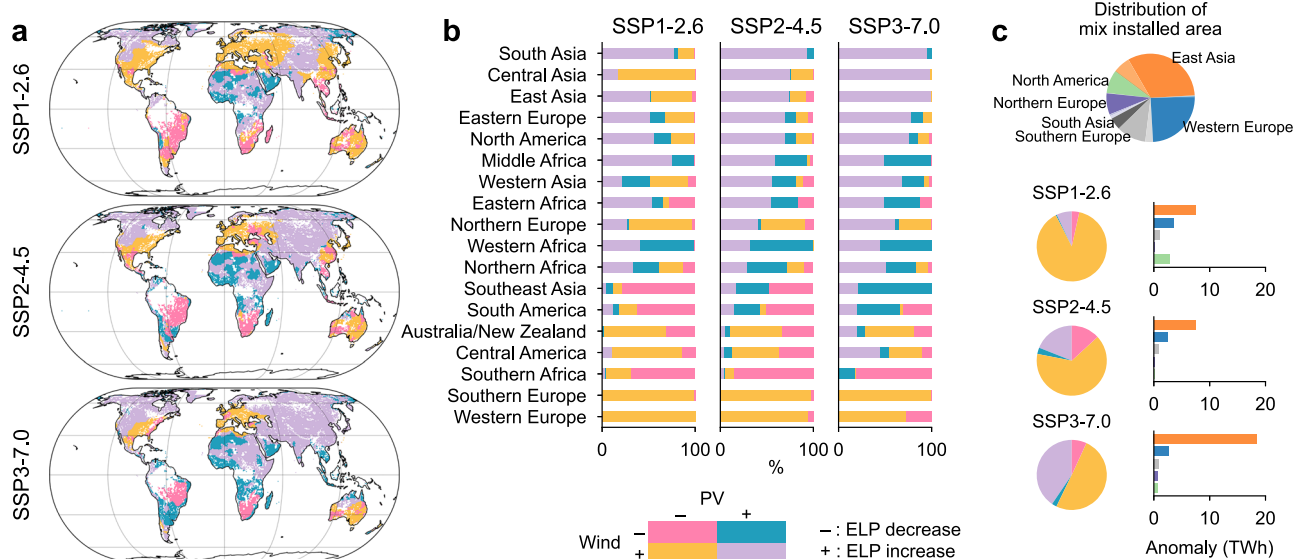 a
SSP1-2.6
SSP2-4.5
SSP3-7.0
b
SSP1-2.6 SSP2-4.5 SSP3-7.0
South Asia
Central Asia
East Asia
Eastern Europe
North America
Middle Africa
Western Asia
Eastern Africa
Northern Europe
Western Africa
Northern Africa
Southeast Asia
South America
Australia/New Zealand
Central America
Southern Africa
Southern Europe
Western Europe
0 100 0 100 0 100
%
PV
− +
Wind − +
− : ELP decrease
+ : ELP increase
c
Distribution of
mix installed area
East Asia
North America
Northern Europe
South Asia
Southern Europe
Western Europe
SSP1-2.6
0 10 20
SSP2-4.5
0 10 20
SSP3-7.0
0 10 20
Anomaly (TWh)